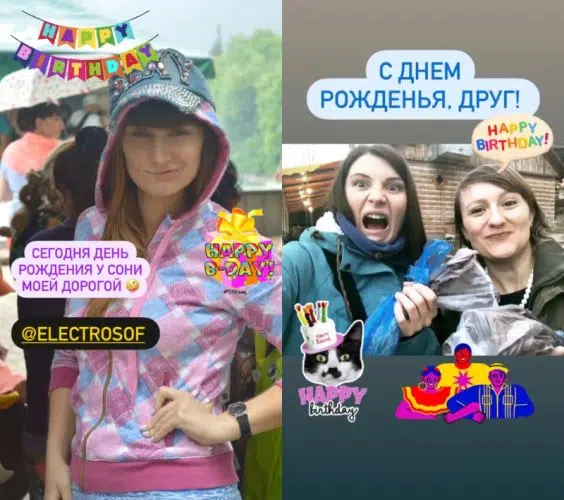 HAPPY
BIRTHDAY
СЕГОДНЯ ДЕНЬ
РОЖДЕНИЯ У СОНИ
МОЕЙ ДОРОГОЙ 🤪
@ELECTROSOF
HAPPY
B-DAY!
С ДНЕМ
РОЖДЕНЬЯ, ДРУГ!
HAPPY
BIRTHDAY!
HAPPY
birthday